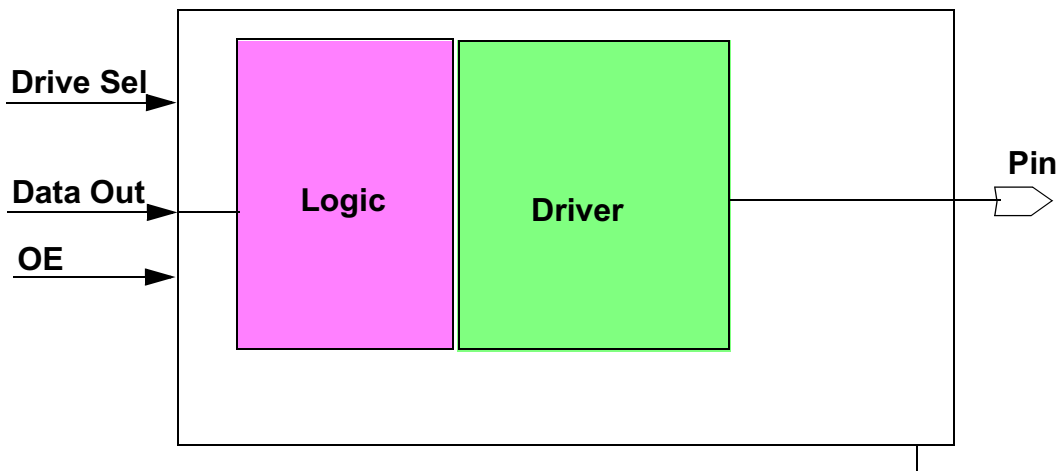 Drive Sel
Pin
Data Out
Logic
Driver
OE